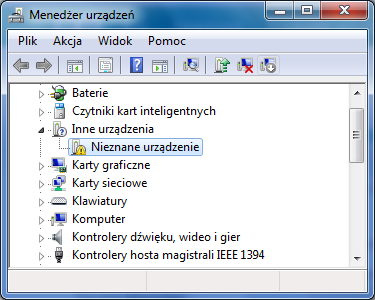 Menedżer urządzeń
Plik Akcja Widok Pomoc
Baterie
Czytniki kart inteligentnych
Inne urządzenia
Nieznane urządzenie
Karty graficzne
Karty sieciowe
Klawiatury
Komputer
Kontrolery dźwięku, wideo i gier
Kontrolery hosta magistrali IEEE 1394